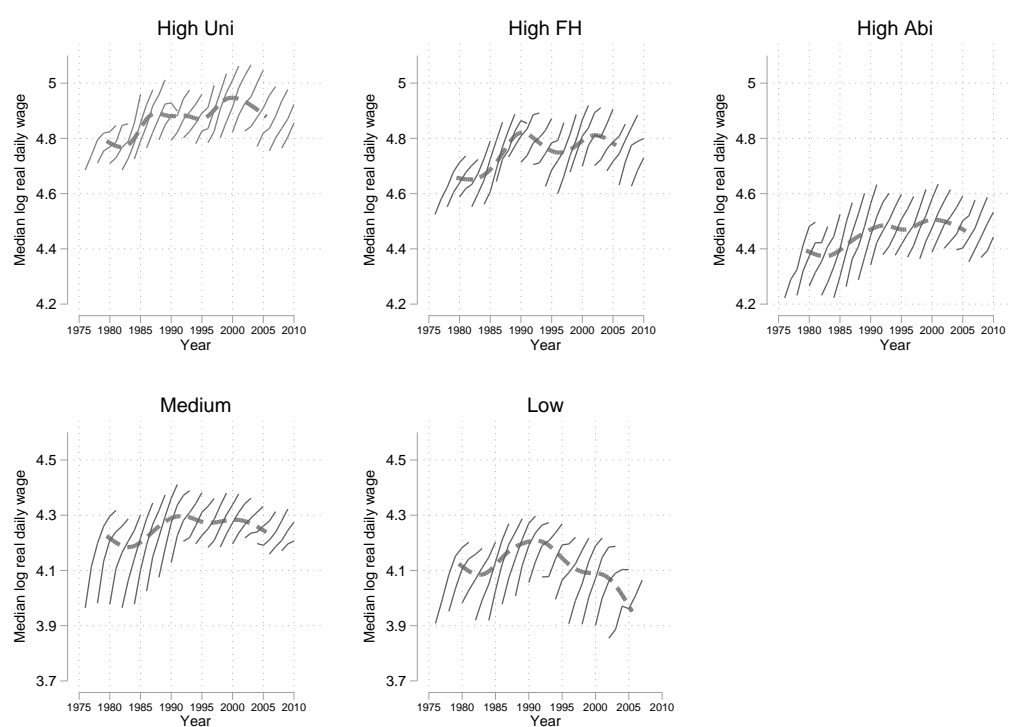 High Uni
Median log real daily wage
5
4.8
4.6
4.4
4.2
1975 1980 1985 1990 1995 2000 2005 2010
Year
High FH
Median log real daily wage
5
4.8
4.6
4.4
4.2
1975 1980 1985 1990 1995 2000 2005 2010
Year
High Abi
Median log real daily wage
5
4.8
4.6
4.4
4.2
1975 1980 1985 1990 1995 2000 2005 2010
Year
Medium
Median log real daily wage
4.5
4.3
4.1
3.9
3.7
1975 1980 1985 1990 1995 2000 2005 2010
Year
Low
Median log real daily wage
4.5
4.3
4.1
3.9
3.7
1975 1980 1985 1990 1995 2000 2005 2010
Year